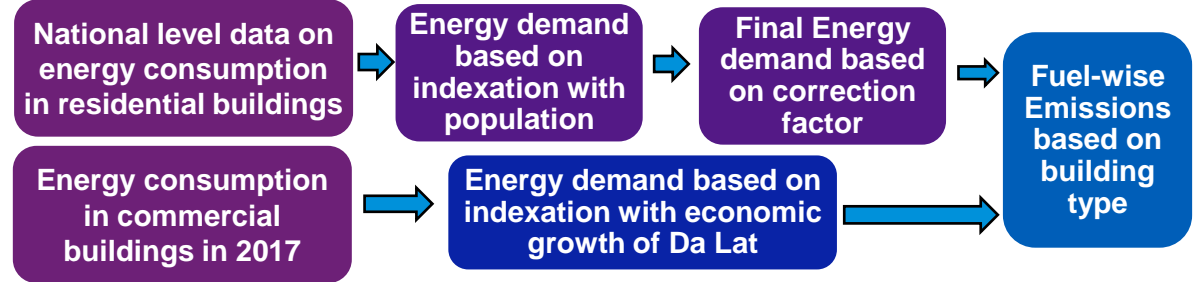 National level data on
energy consumption
in residential buildings
Energy demand
based on
indexation with
population
Final Energy
demand based
on correction
factor
Fuel-wise
Emissions
based on
building
type
Energy consumption
in commercial
buildings in 2017
Energy demand based on
indexation with economic
growth of Da Lat